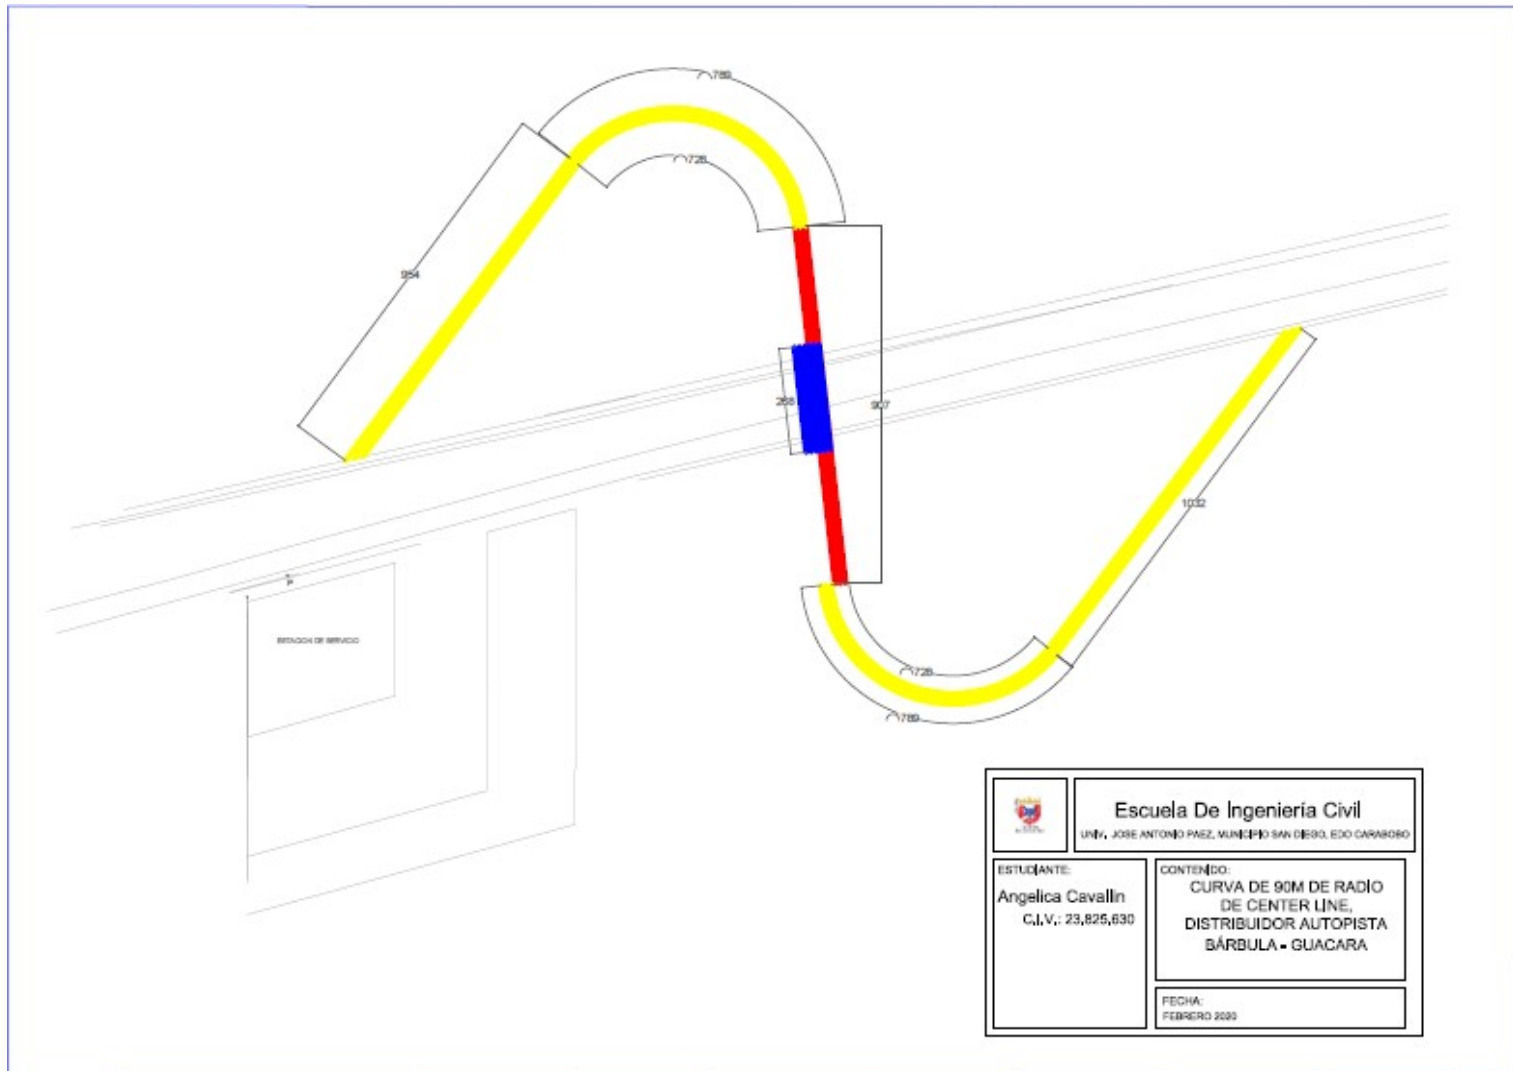 789
728
954
268
907
1032
P
ESTACION DE SERVICIO
728
789
Escuela De Ingeniería Civil
UNIV. JOSE ANTONIO PAEZ, MUNICIPIO SAN DIEGO, EDO CARABOBO
ESTUDIANTE:
Angelica Cavallin
C.I.V.: 23,825,630
CONTENIDO:
CURVA DE 90M DE RADIO
DE CENTER LINE,
DISTRIBUIDOR AUTOPISTA
BÁRBULA - GUACARA
FECHA:
FEBRERO 2020